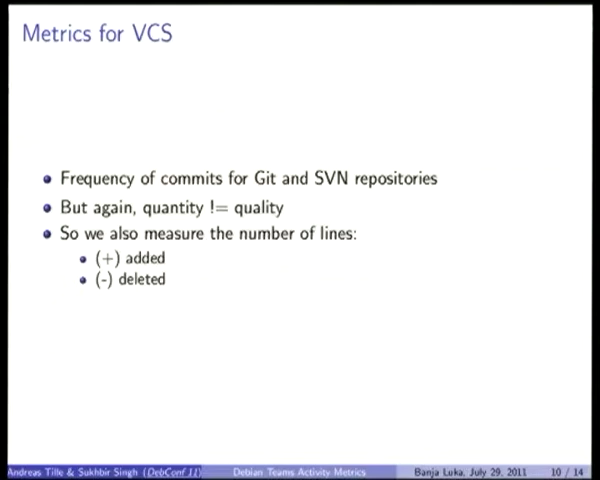 Metrics for VCS
Frequency of commits for Git and SVN repositories
But again, quantity != quality
So we also measure the number of lines:
(+) added
(-) deleted
Andreas Tille & Sukhbir Singh (DebConf 11) Debian Teams Activity Metrics Banja Luka, July 29, 2011 10 / 14